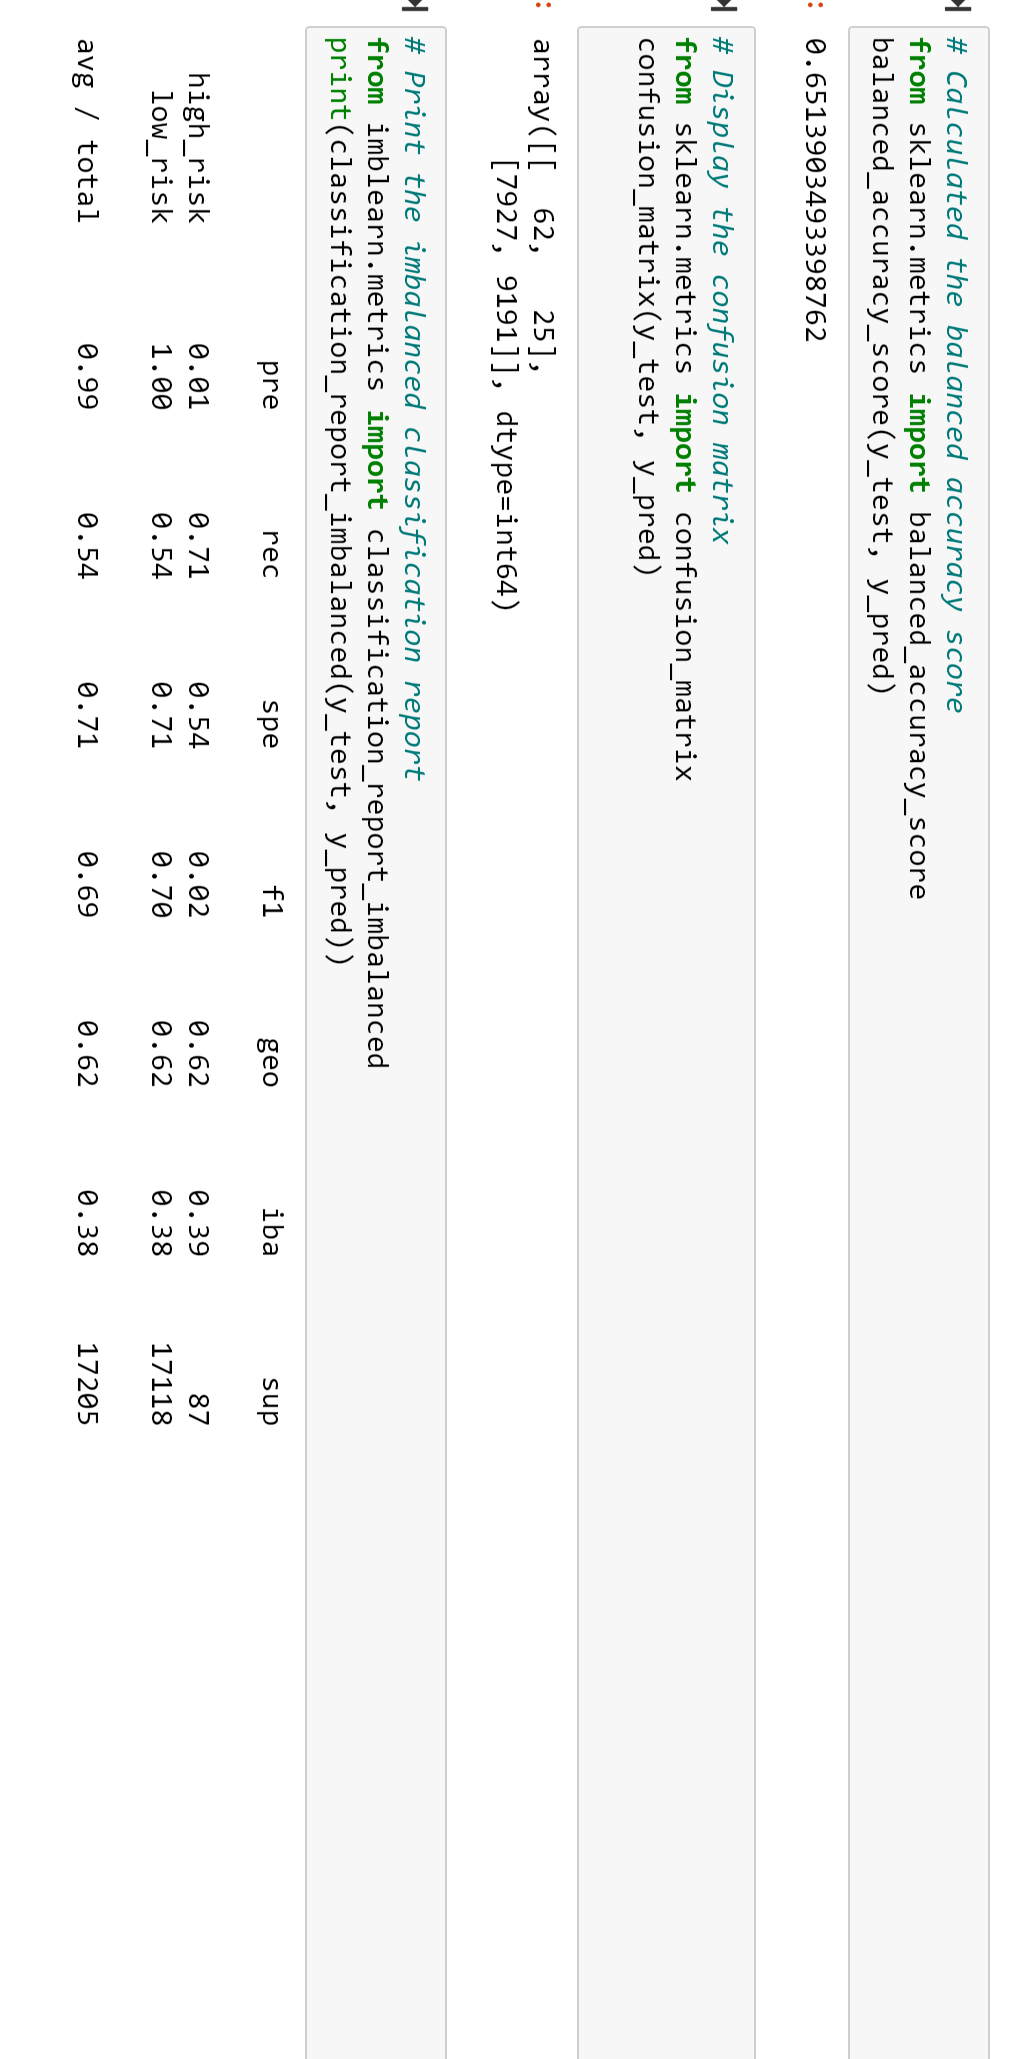 # Calculated the balanced accuracy score
from sklearn.metrics import balanced_accuracy_score
balanced_accuracy_score(y_test, y_pred)
: 0.6513903493398762
# Display the confusion matrix
from sklearn.metrics import confusion_matrix
confusion_matrix(y_test, y_pred)
: array([[  62,   25],
       [7927, 9191]], dtype=int64)
# Print the imbalanced classification report
from imblearn.metrics import classification_report_imbalanced
print(classification_report_imbalanced(y_test, y_pred))
pre rec spe f1 geo iba sup
high_risk 0.01 0.71 0.54 0.02 0.62 0.39 87
low_risk 1.00 0.54 0.71 0.70 0.62 0.38 17118
avg / total 0.99 0.54 0.71 0.69 0.62 0.38 17205